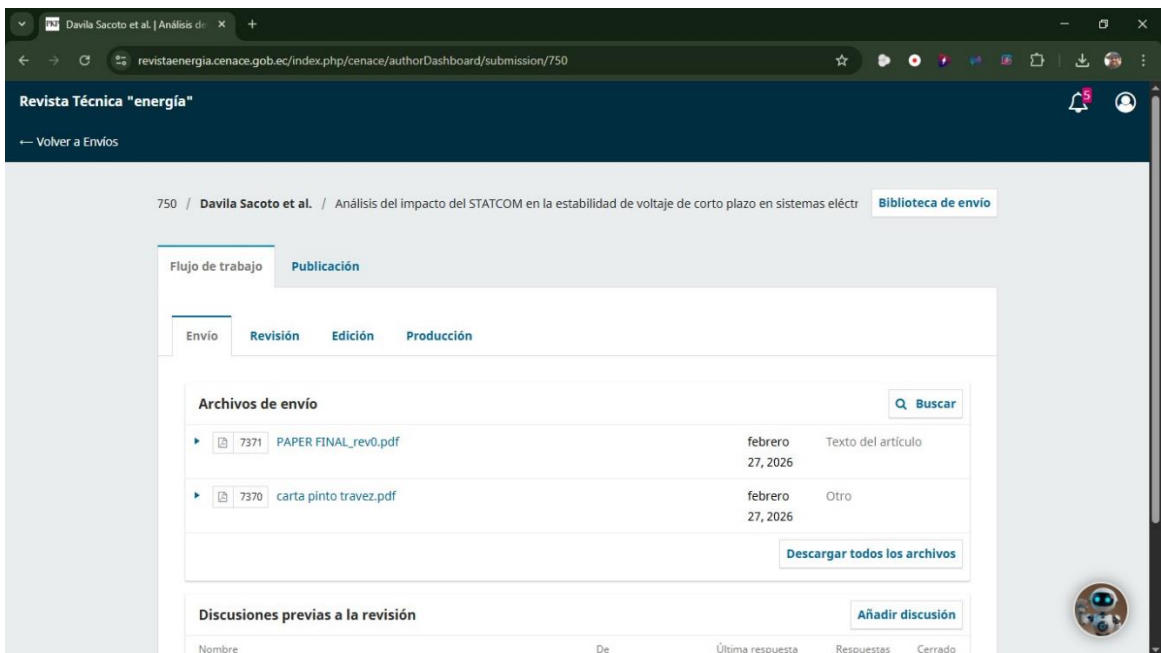 PKP Davila Sacoto et al. | Análisis de
revistaenergia.cenace.gob.ec/index.php/cenace/authorDashboard/submission/750
Revista Técnica "energía"
5
← Volver a Envíos
750 / Davila Sacoto et al. / Análisis del impacto del STATCOM en la estabilidad de voltaje de corto plazo en sistemas eléctr
Biblioteca de envío
Flujo de trabajo Publicación
Envío Revisión Edición Producción
Archivos de envío Buscar
7371 PAPER FINAL_rev0.pdf febrero 27, 2026 Texto del artículo
7370 carta pinto travez.pdf febrero 27, 2026 Otro
Descargar todos los archivos
Discusiones previas a la revisión Añadir discusión
Nombre De Última respuesta Respuestas Cerrado